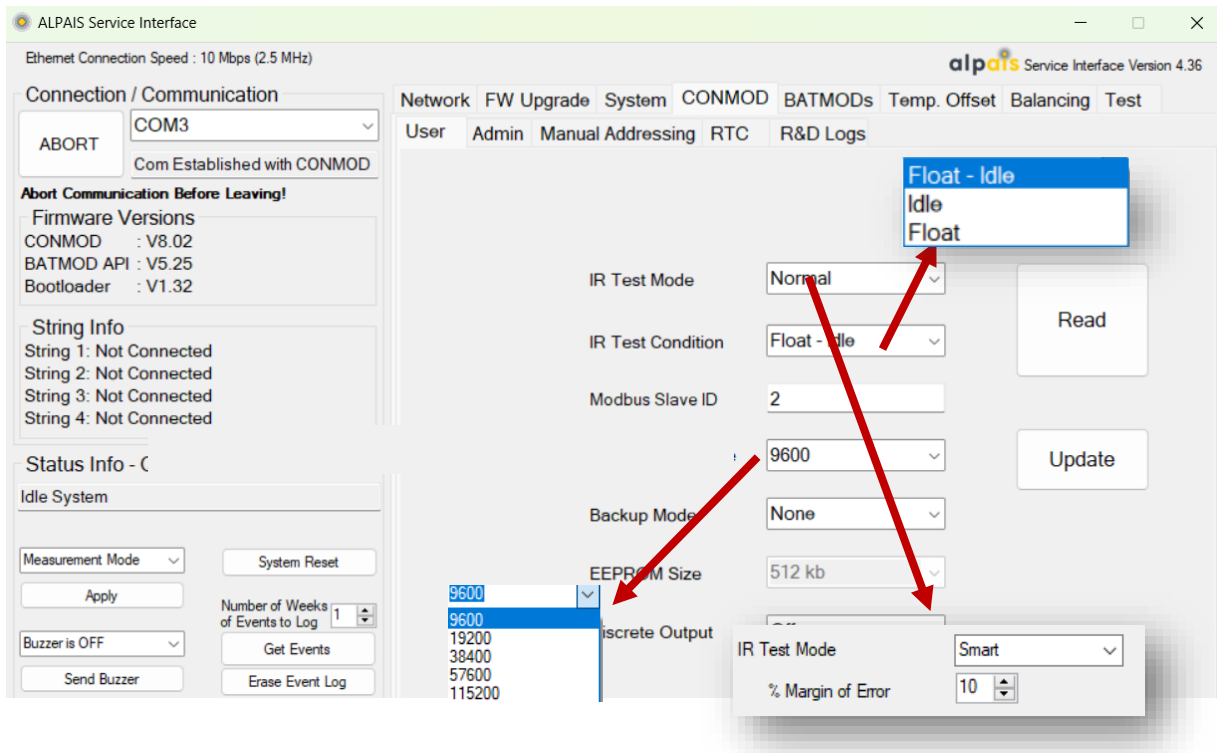 ALPAIS Service Interface
Ethernet Connection Speed : 10 Mbps (2.5 MHz)
alpais Service Interface Version 4.36
Connection / Communication
ABORT
COM3
Com Established with CONMOD
Abort Communication Before Leaving!
Firmware Versions
CONMOD : V8.02
BATMOD API : V5.25
Bootloader : V1.32
String Info
String 1: Not Connected
String 2: Not Connected
String 3: Not Connected
String 4: Not Connected
Status Info -
Idle System
Measurement Mode
System Reset
Apply
Number of Weeks
of Events to Log 1
Buzzer is OFF
Get Events
Send Buzzer
Erase Event Log
Network FW Upgrade System CONMOD BATMODs Temp. Offset Balancing Test
User Admin Manual Addressing RTC R&D Logs
Float - Idle
Idle
Float
IR Test Mode Normal
Read
IR Test Condition Float - Idle
Modbus Slave ID 2
9600
Update
Backup Mode None
EEPROM Size 512 kb
iscrete Output
9600
9600
19200
38400
57600
115200
IR Test Mode Smart
% Margin of Error 10